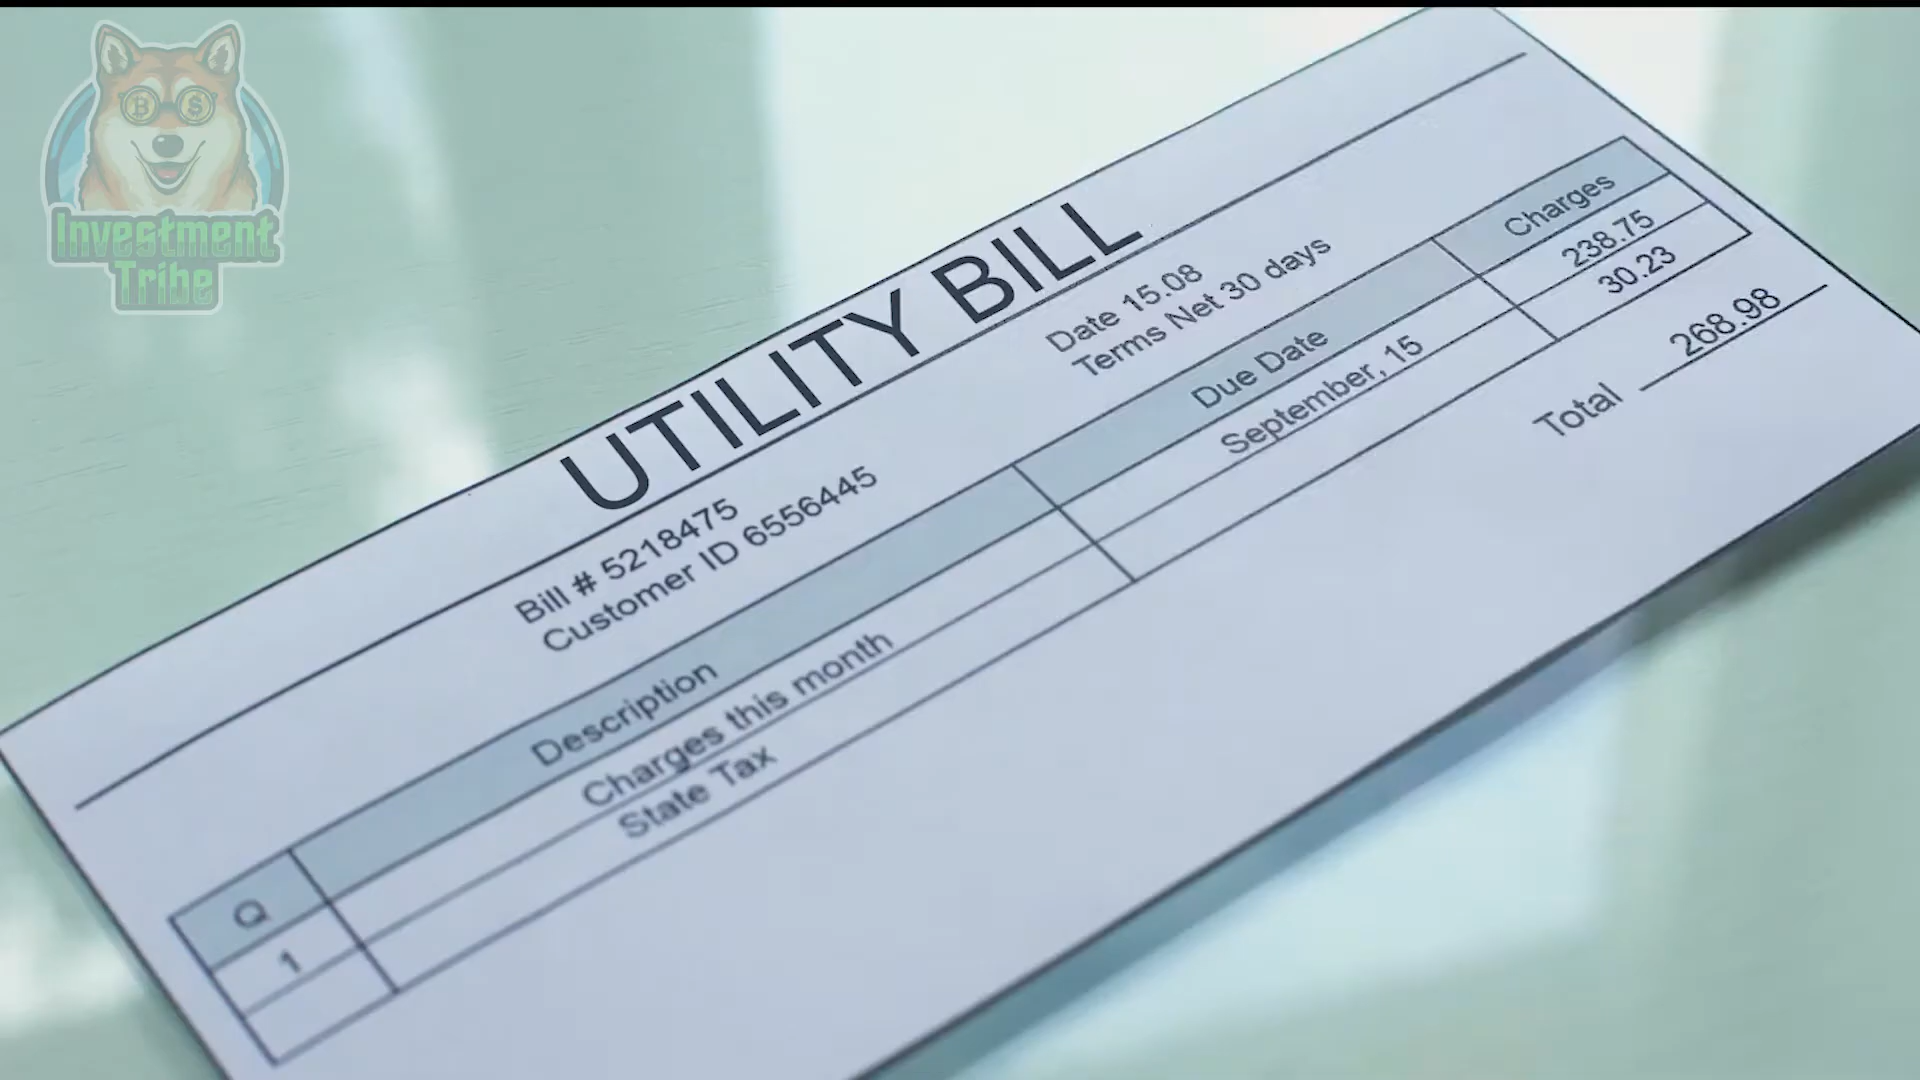 Investment
Tribe
UTILITY BILL
Bill # 5218475
Customer ID 6556445
Date 15.08
Terms Net 30 days
Q Description Due Date Charges
1 Charges this month September, 15 238.75
State Tax 30.23
Total 268.98